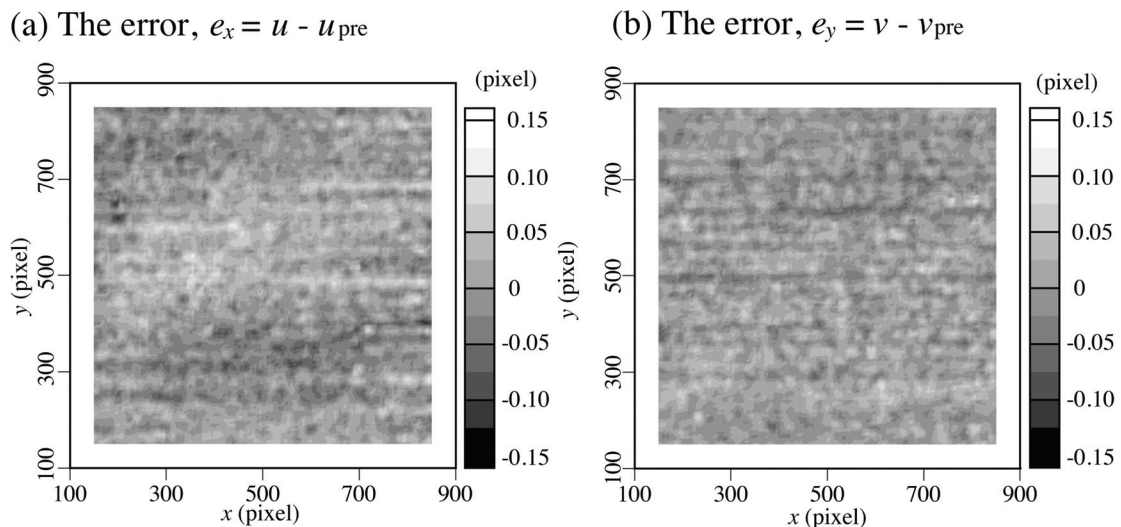 (a) The error, eₓ = u - u pre
(pixel)
900
700
500
300
100
y (pixel)
100 300 500 700 900
x (pixel)
0.15
0.10
0.05
0
-0.05
-0.10
-0.15
(b) The error, e_y = v - v pre
(pixel)
900
700
500
300
100
y (pixel)
100 300 500 700 900
x (pixel)
0.15
0.10
0.05
0
-0.05
-0.10
-0.15